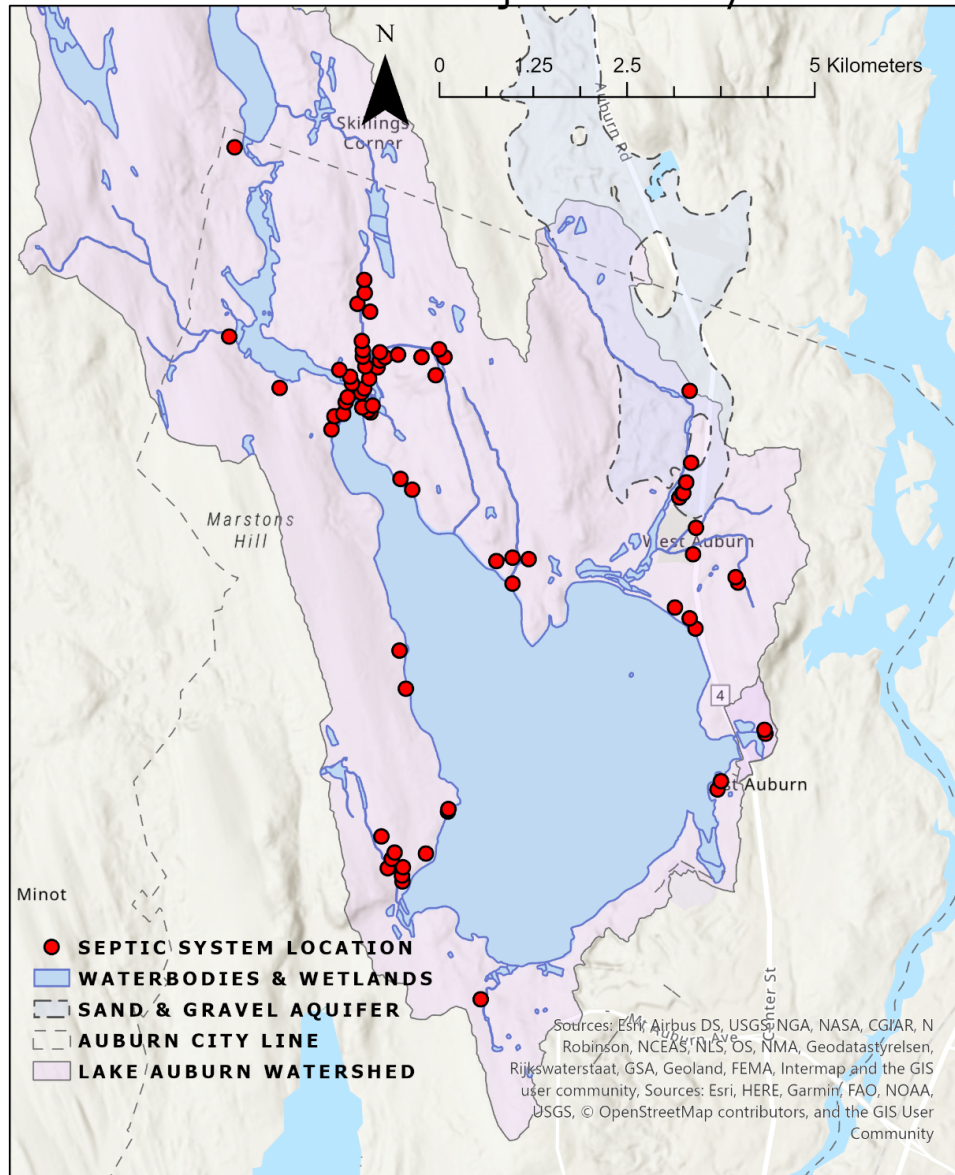 N
0 1.25 2.5 5 Kilometers
Auburn Rd
Skillings
Corner
Marstons
Hill
West Auburn
4
st Auburn
Minot
SEPTIC SYSTEM LOCATION
WATERBODIES & WETLANDS
SAND & GRAVEL AQUIFER
AUBURN CITY LINE
LAKE AUBURN WATERSHED
Auburn Ave
Center St
Sources: Esri, Airbus DS, USGS, NGA, NASA, CGIAR, N
Robinson, NCEAS, NLS, OS, NMA, Geodatastyrelsen,
Rijkswaterstaat, GSA, Geoland, FEMA, Intermap and the GIS
user community, Sources: Esri, HERE, Garmin, FAO, NOAA,
USGS, © OpenStreetMap contributors, and the GIS User
Community